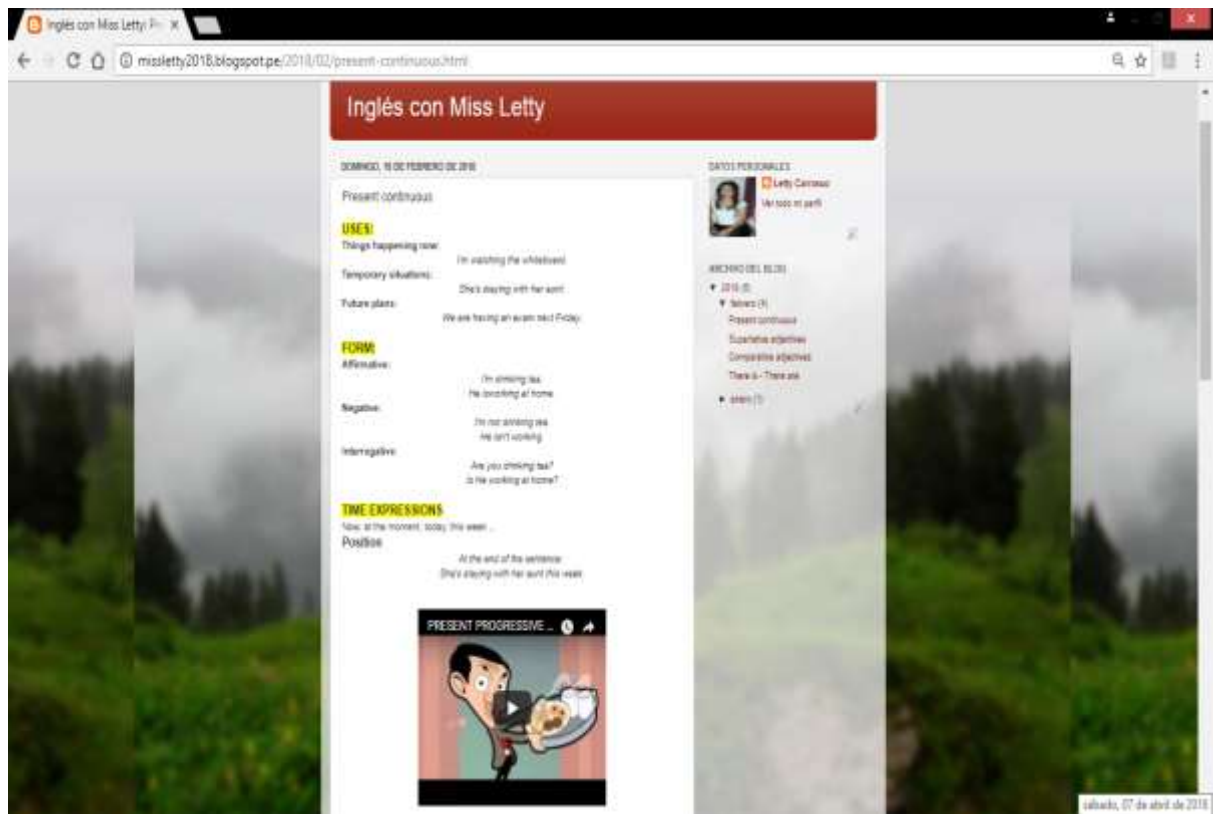 Inglés con Miss Letty: Pr
missletty2018.blogspot.pe/2018/02/present-continuous.html
Inglés con Miss Letty
DOMINGO, DE FEBRERO DE 2018
Present continuous
USES:
Things happening now:
I'm watching the whiteboard.
Temporary situations:
She's staying with her aunt.
Future plans:
We are having an exam next Friday.
FORM:
Affirmative:
I'm drinking tea.
He isworking at home.
Negative:
I'm not drinking tea.
He isn't working.
Interrogative:
Are you drinking tea?
Is he working at home?
TIME EXPRESSIONS
Now, at the moment, today, this week ...
Position
At the end of the sentence
She's staying with her aunt this week
PRESENT PROGRESSIVE ...
DATOS PERSONALES
Letty
Ver todo mi perfil
ARCHIVO DEL BLOG
▼ 2018 (5)
▼ febrero (4)
Present continuous
Superlative adjectives
Comparative adjectives
There is - There are
► enero (1)
sábado, 07 de abril de 2018